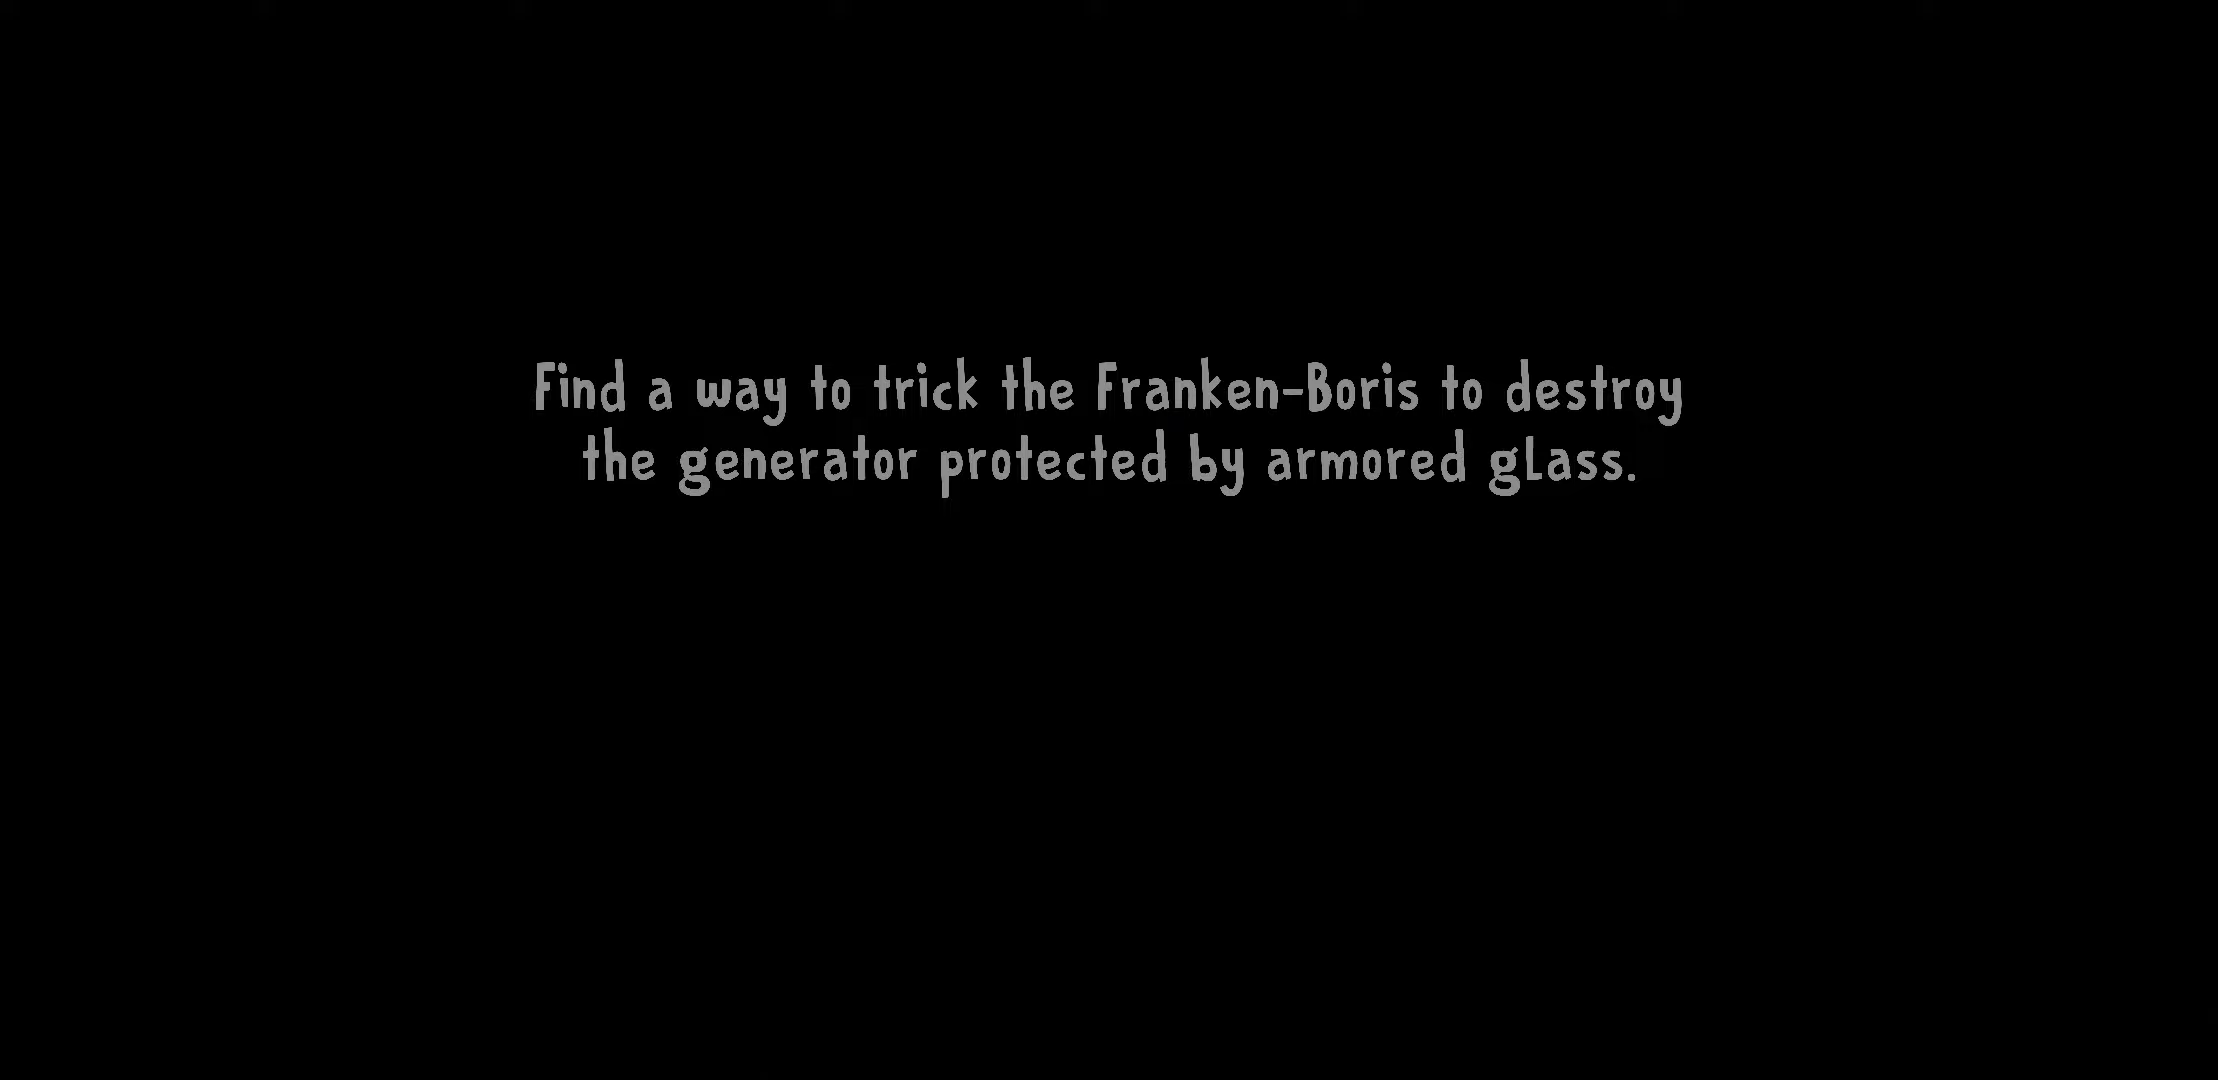 Find a way to trick the Franken-Boris to destroy
the generator protected by armored glass.